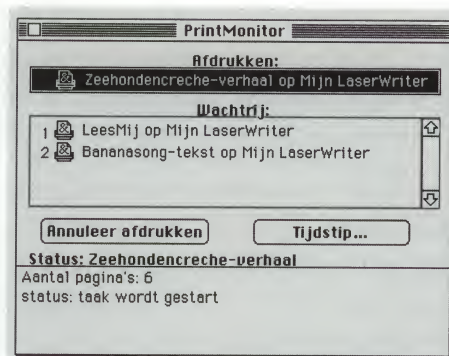 PrintMonitor
Afdrukken:
Zeehondencreche-verhaal op Mijn LaserWriter
Wachtrij:
1 LeesMij op Mijn LaserWriter
2 Bananasong-tekst op Mijn LaserWriter
Annuleer afdrukken
Tijdstip...
Status: Zeehondencreche-verhaal
Aantal pagina's: 6
status: taak wordt gestart